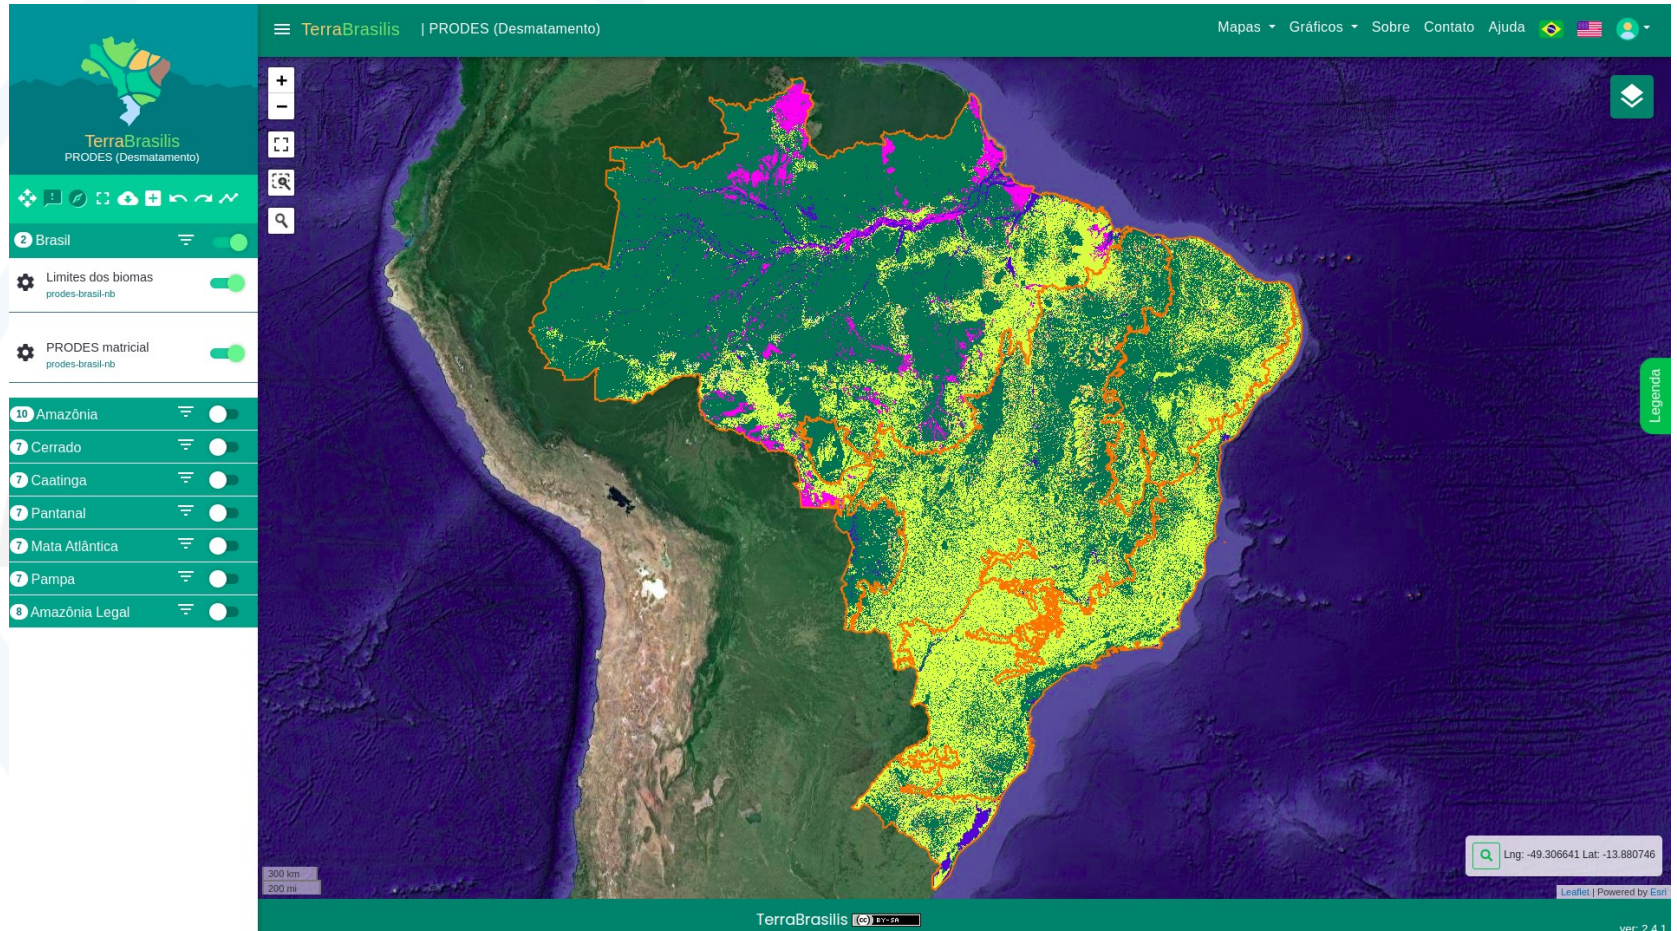 TerraBrasilis | PRODES (Desmatamento) Mapas Gráficos Sobre Contato Ajuda
TerraBrasilis
PRODES (Desmatamento)
2 Brasil
Limites dos biomas
prodes-brasil-nb
PRODES matricial
prodes-brasil-nb
10 Amazônia
7 Cerrado
7 Caatinga
7 Pantanal
7 Mata Atlântica
7 Pampa
8 Amazônia Legal
+
−
Legenda
Lng: -49.306641 Lat: -13.880746
300 km
200 mi
Leaflet | Powered by Esri
TerraBrasilis (cc) BY-SA
ver: 2.4.1